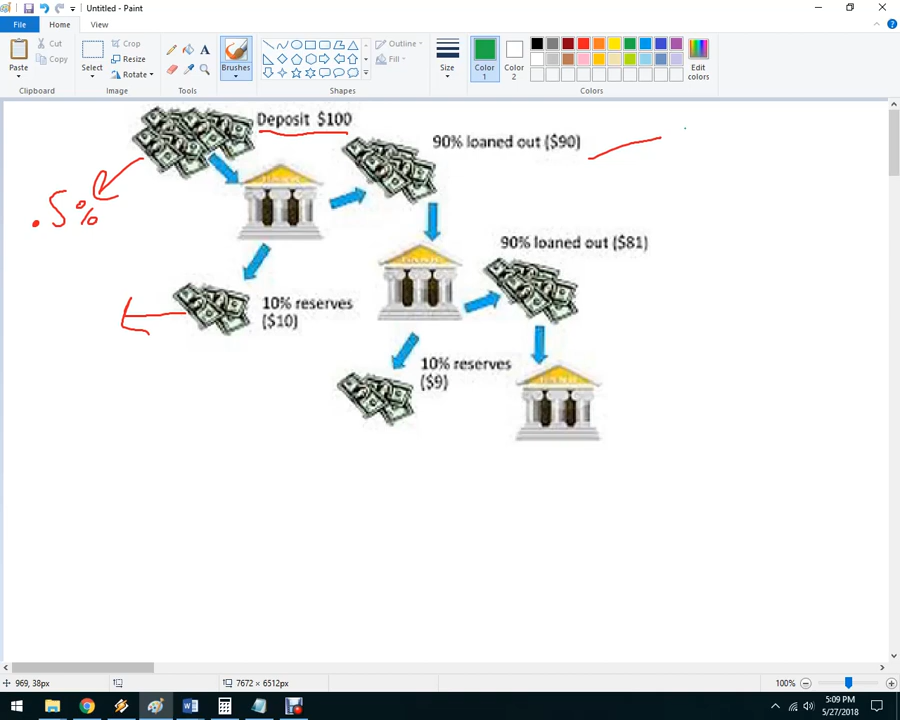 Untitled - Paint
File
Home
View
Paste
Cut
Copy
Clipboard
Select
Crop
Resize
Rotate
Image
Tools
Brushes
Outline
Fill
Shapes
Size
Color
1
Color
2
Edit
colors
Colors
Deposit $100
90% loaned out ($90)
.5%
90% loaned out ($81)
10% reserves
($10)
10% reserves
($9)
969, 38px
7672 × 6512px
100%
5:09 PM
5/27/2018